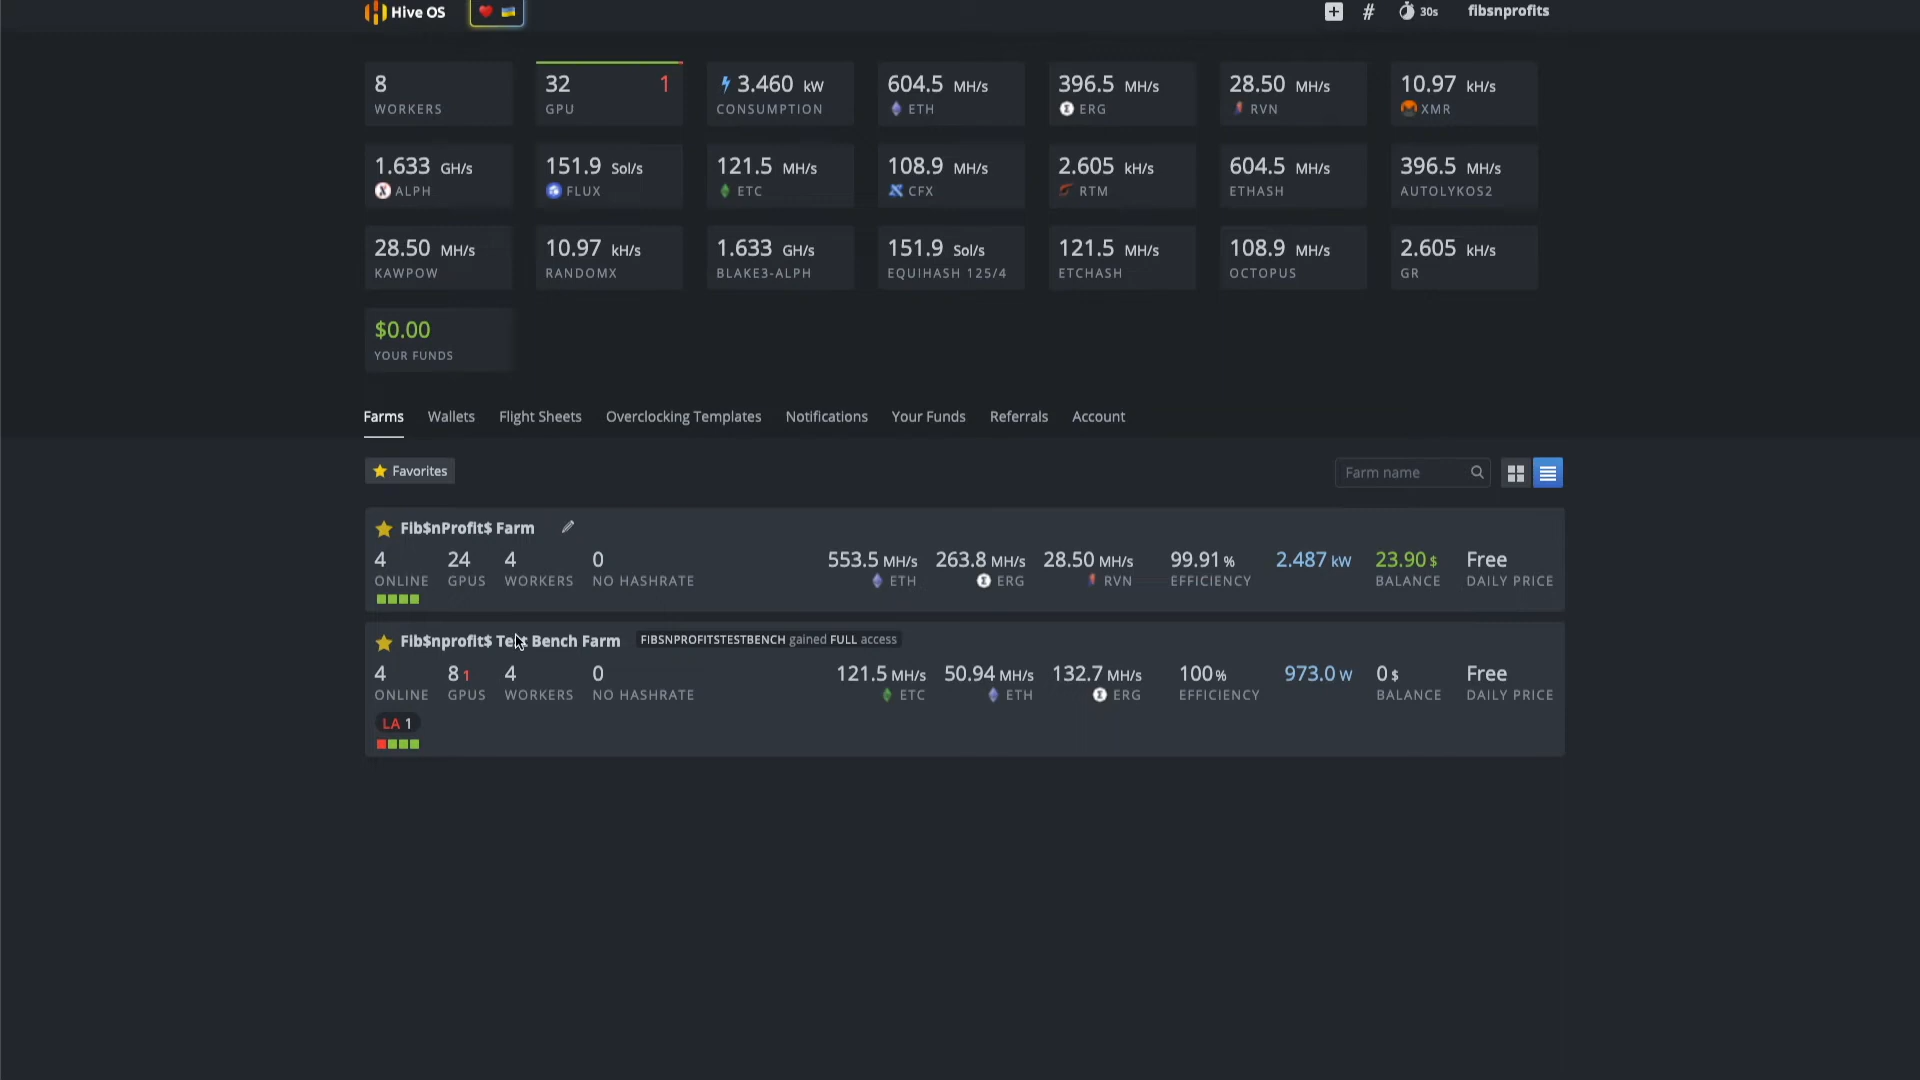 Hive OS
# 30s fibsnprofits
8
WORKERS
32 1
GPU
3.460 kW
CONSUMPTION
604.5 MH/s
ETH
396.5 MH/s
ERG
28.50 MH/s
RVN
10.97 kH/s
XMR
1.633 GH/s
ALPH
151.9 Sol/s
FLUX
121.5 MH/s
ETC
108.9 MH/s
CFX
2.605 kH/s
RTM
604.5 MH/s
ETHASH
396.5 MH/s
AUTOLYKOS2
28.50 MH/s
KAWPOW
10.97 kH/s
RANDOMX
1.633 GH/s
BLAKE3-ALPH
151.9 Sol/s
EQUIHASH 125/4
121.5 MH/s
ETCHASH
108.9 MH/s
OCTOPUS
2.605 kH/s
GR
$0.00
YOUR FUNDS
Farms Wallets Flight Sheets Overclocking Templates Notifications Your Funds Referrals Account
Favorites
Farm name
Fib$nProfit$ Farm
4 24 4 0 553.5 MH/s 263.8 MH/s 28.50 MH/s 99.91 % 2.487 kW 23.90 $ Free
ONLINE GPUS WORKERS NO HASHRATE ETH ERG RVN EFFICIENCY BALANCE DAILY PRICE
Fib$nprofit$ Test Bench Farm FIBSNPROFITSTESTBENCH gained FULL access
4 8 1 4 0 121.5 MH/s 50.94 MH/s 132.7 MH/s 100 % 973.0 W 0 $ Free
ONLINE GPUS WORKERS NO HASHRATE ETC ETH ERG EFFICIENCY BALANCE DAILY PRICE
LA 1